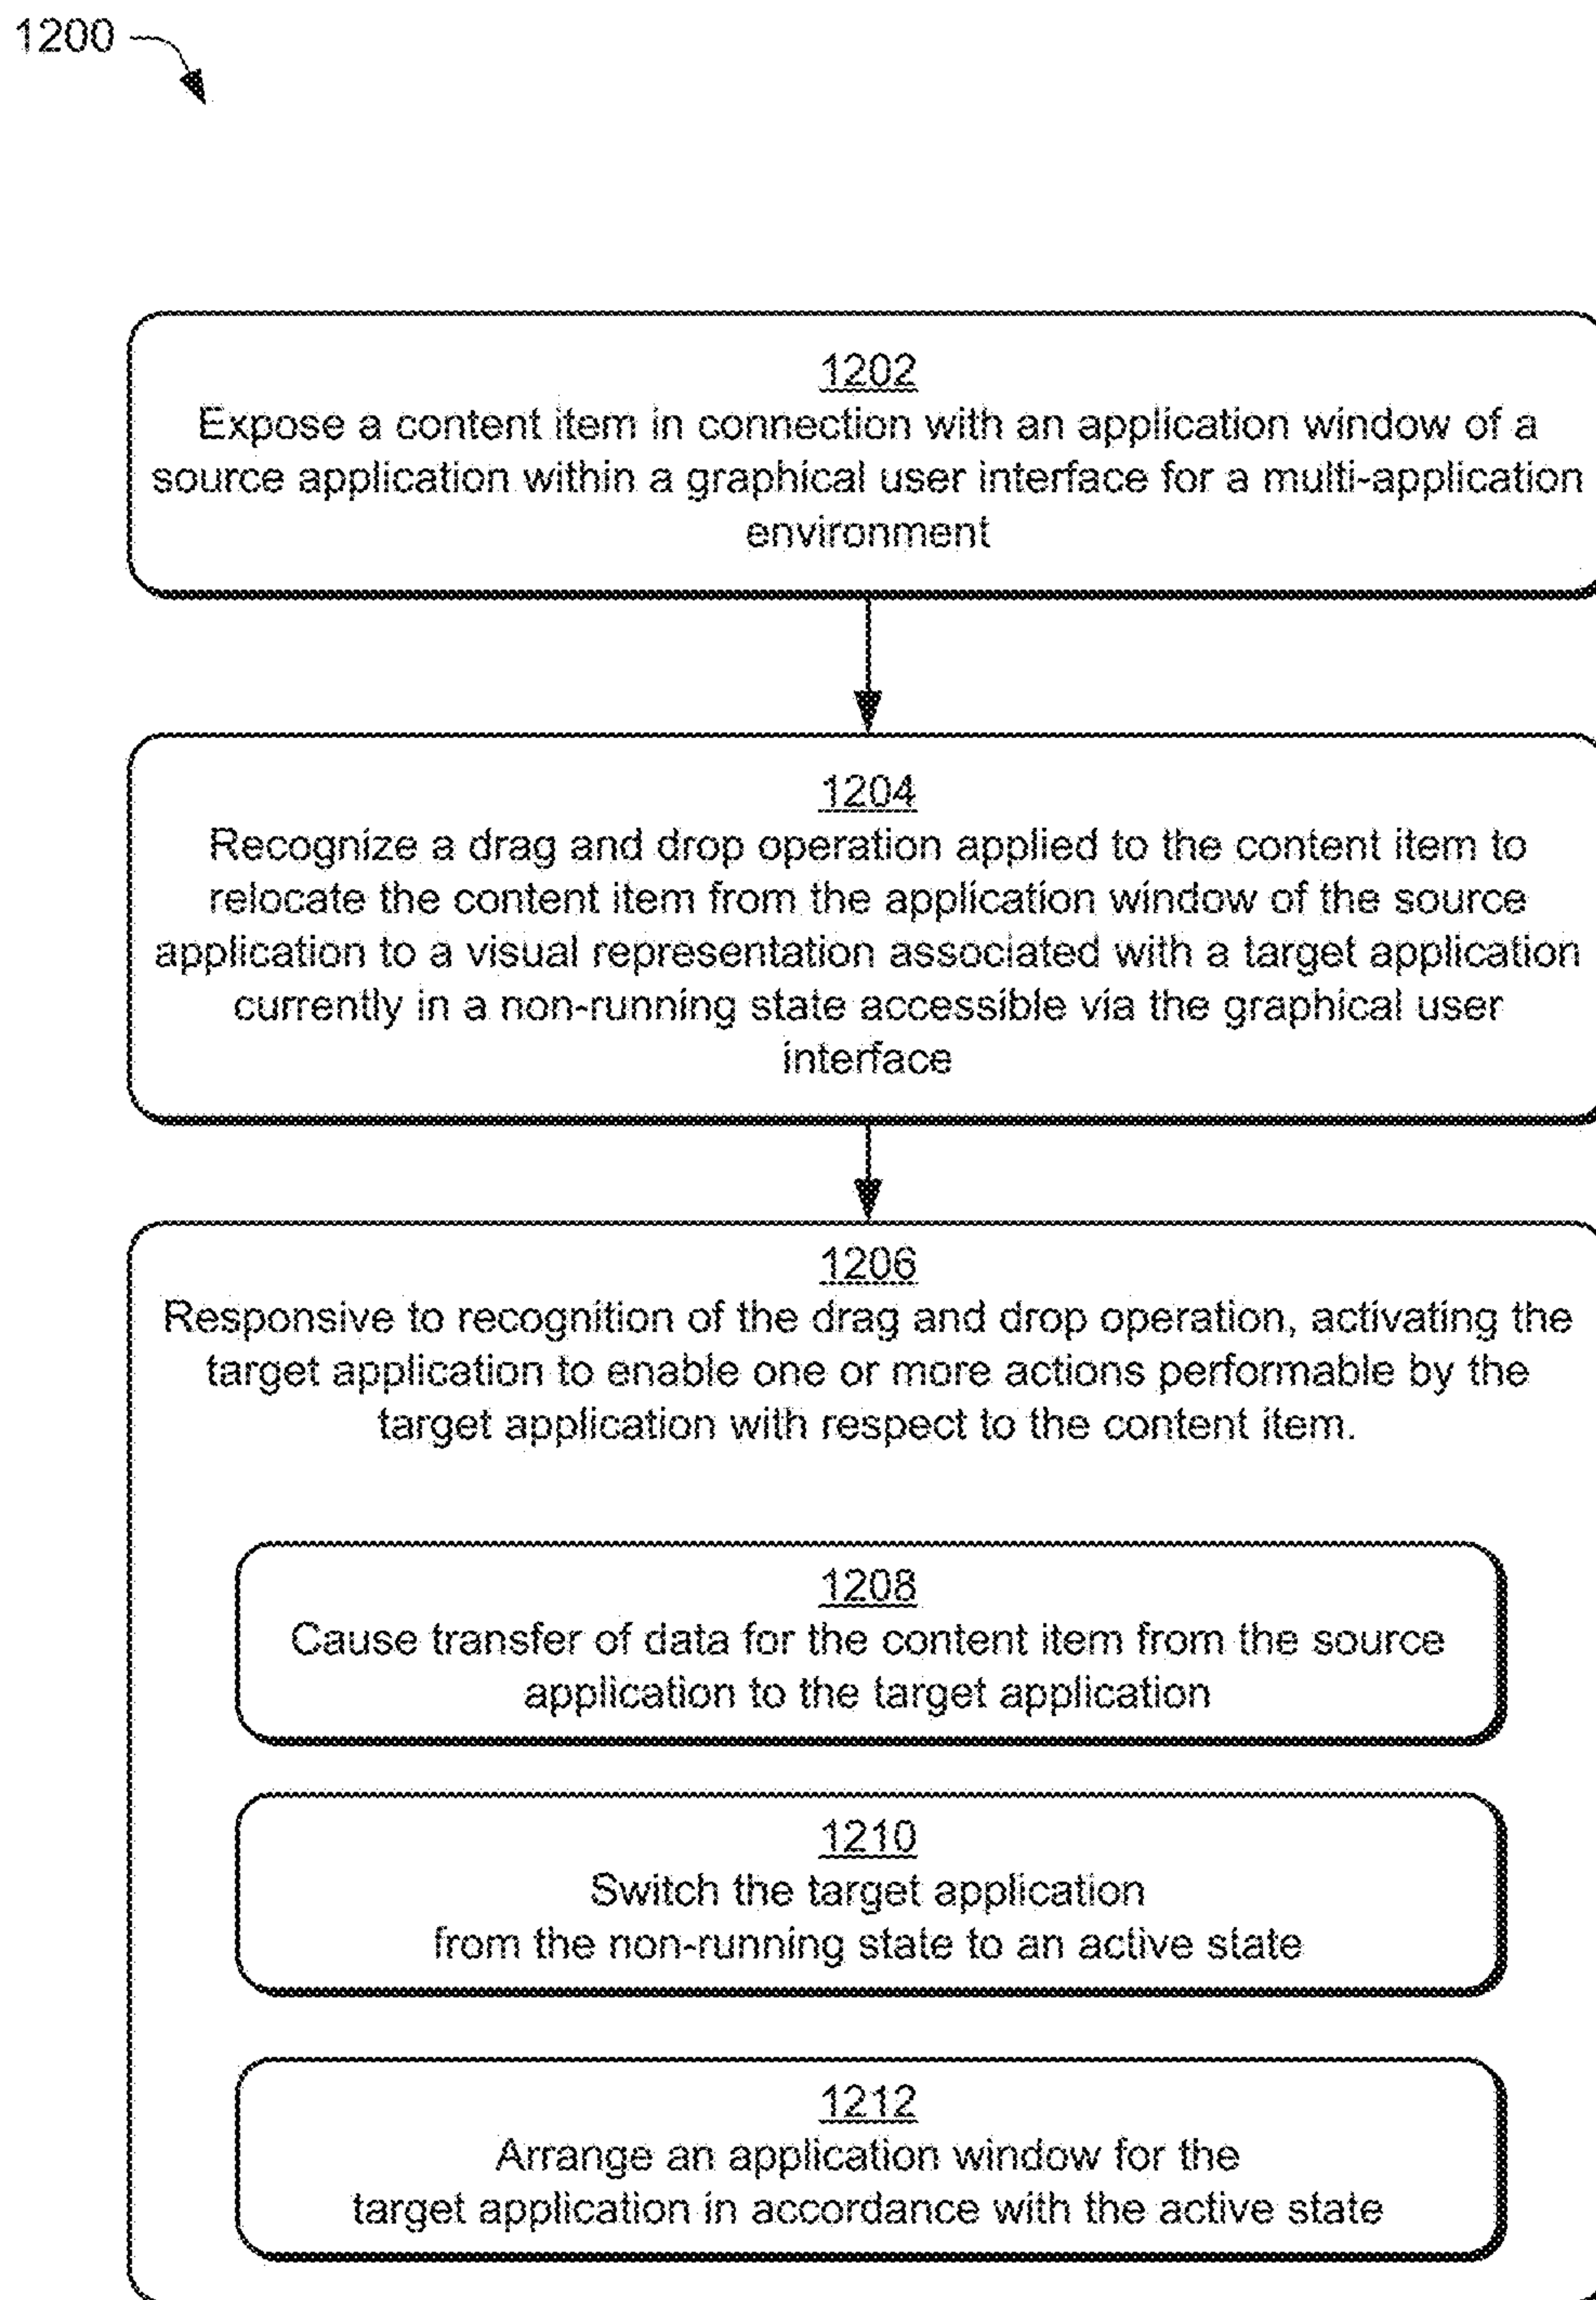 1200
1202
Expose a content item in connection with an application window of a
source application within a graphical user interface for a multi-application
environment
1204
Recognize a drag and drop operation applied to the content item to
relocate the content item from the application window of the source
application to a visual representation associated with a target application
currently in a non-running state accessible via the graphical user
interface
1206
Responsive to recognition of the drag and drop operation, activating the
target application to enable one or more actions performable by the
target application with respect to the content item.
1208
Cause transfer of data for the content item from the source
application to the target application
1210
Switch the target application
from the non-running state to an active state
1212
Arrange an application window for the
target application in accordance with the active state